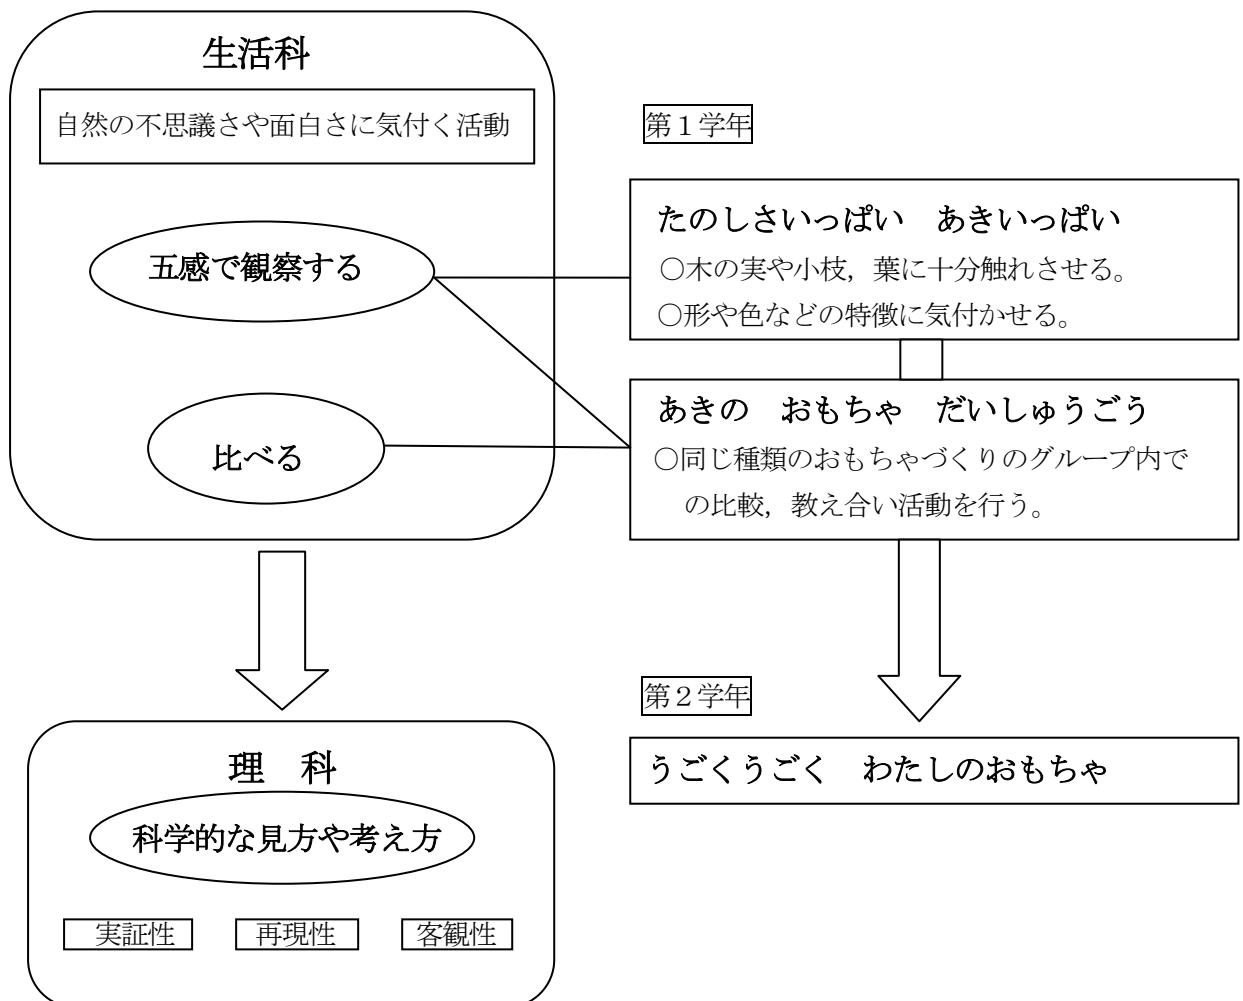 生活科
自然の不思議さや面白さに気付く活動
五感で観察する
比べる
第1学年
たのしさいっぱい　あきいっぱい
○木の実や小枝，葉に十分触れさせる。
○形や色などの特徴に気付かせる。
あきの　おもちゃ　だいしゅうごう
○同じ種類のおもちゃづくりのグループ内で
の比較，教え合い活動を行う。
第2学年
うごくうごく　わたしのおもちゃ
理　科
科学的な見方や考え方
実証性
再現性
客観性